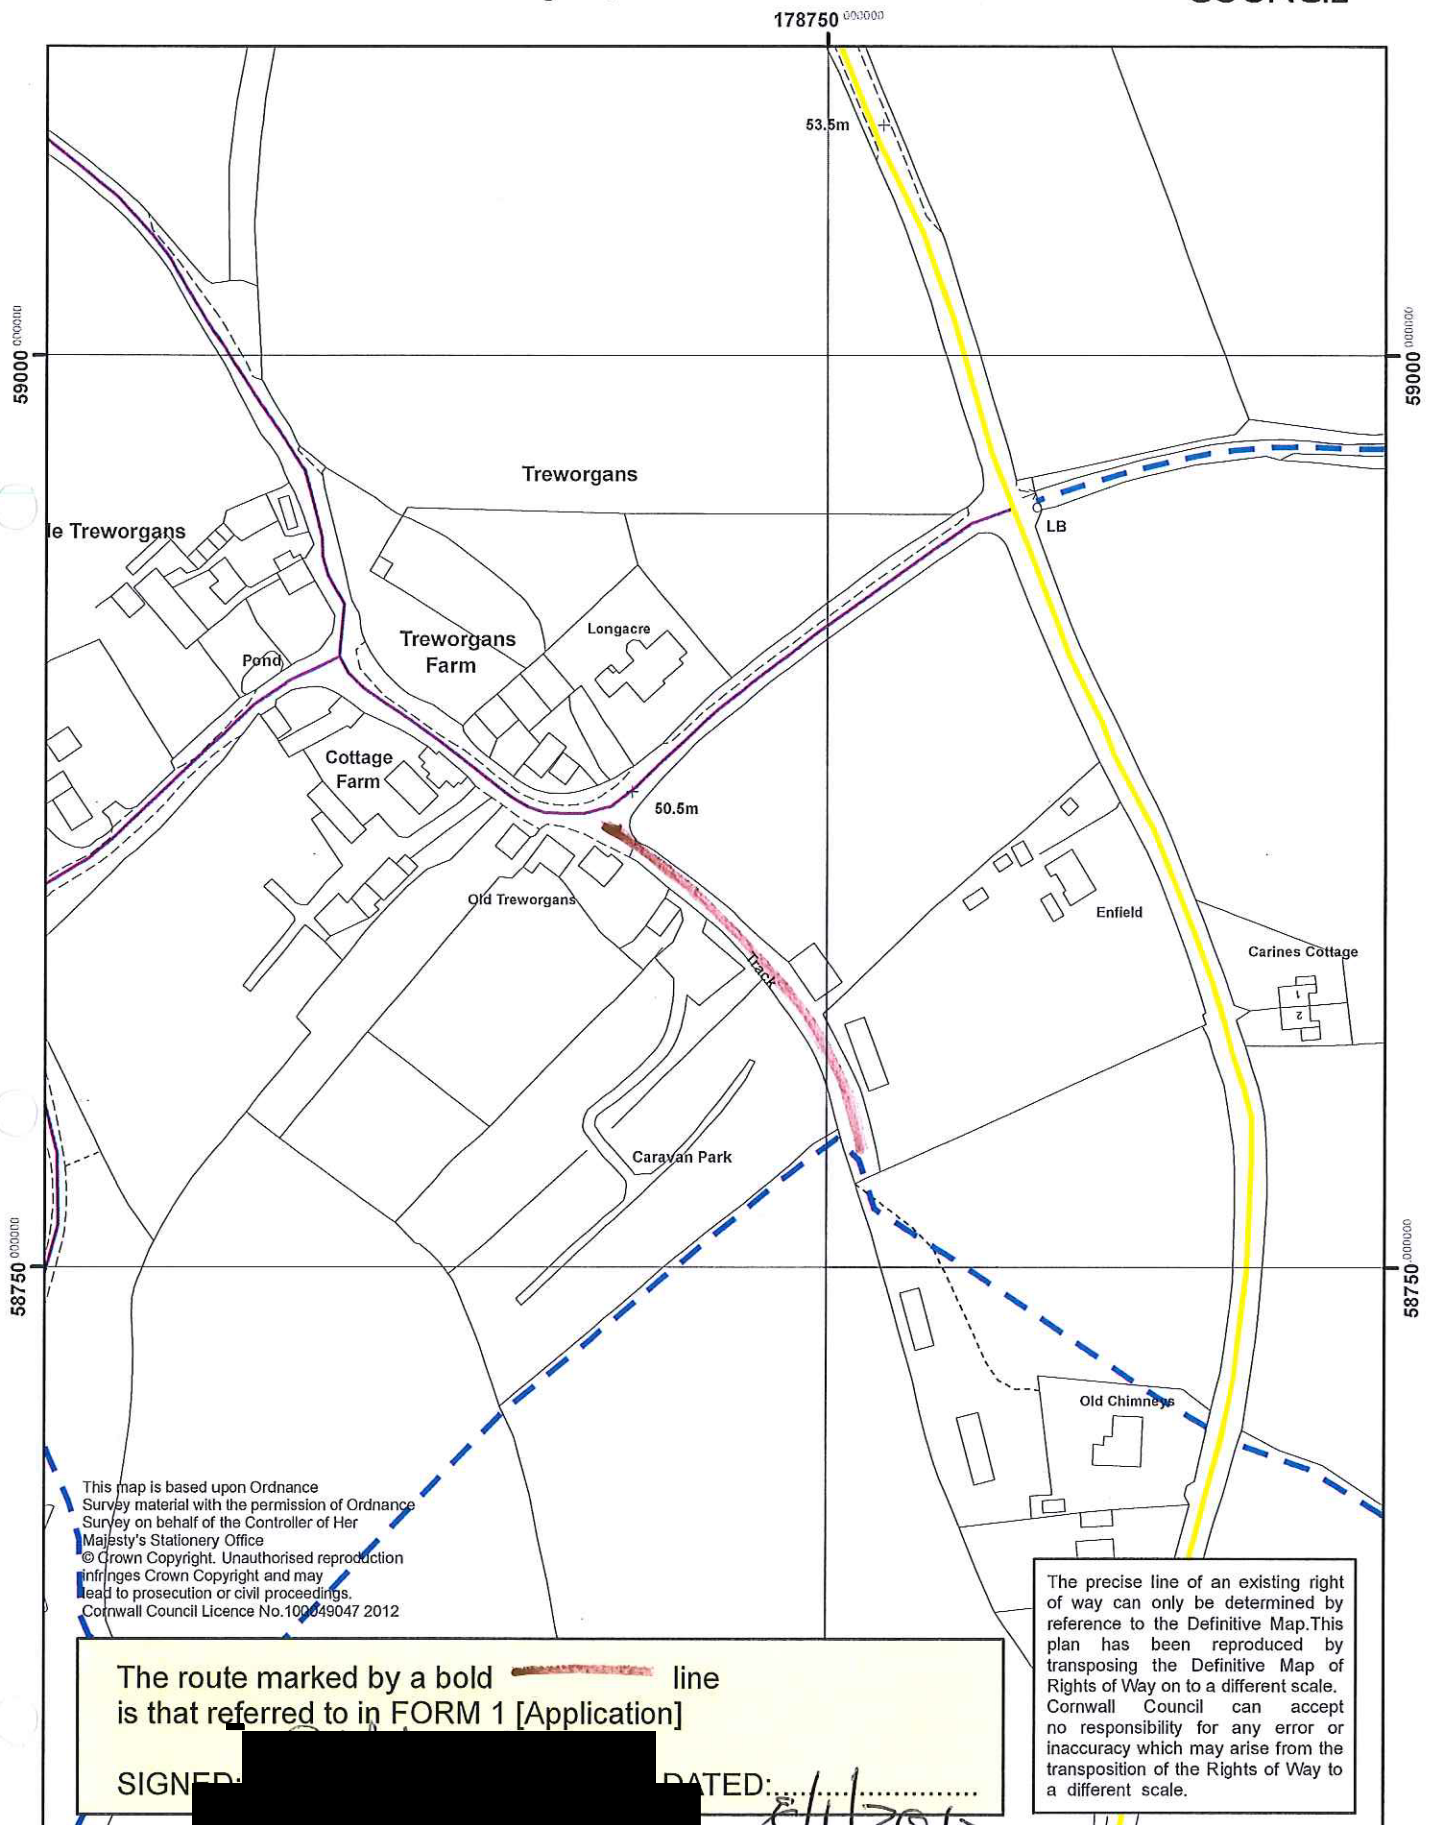 178750 000000
53.5m
59000 000000
59000 000000
Treworgans
le Treworgans
LB
Longacre
Treworgans
Farm
Pond
Cottage
Farm
50.5m
Old Treworgans
Enfield
Carines Cottage
Track
1
2
Caravan Park
58750 000000
58750 000000
Old Chimneys
This map is based upon Ordnance
Survey material with the permission of Ordnance
Survey on behalf of the Controller of Her
Majesty's Stationery Office
© Crown Copyright. Unauthorised reproduction
infringes Crown Copyright and may
lead to prosecution or civil proceedings.
Cornwall Council Licence No.100049047 2012
The precise line of an existing right
of way can only be determined by
reference to the Definitive Map.This
plan has been reproduced by
transposing the Definitive Map of
Rights of Way on to a different scale.
Cornwall Council can accept
no responsibility for any error or
inaccuracy which may arise from the
transposition of the Rights of Way to
a different scale.
The route marked by a bold line
is that referred to in FORM 1 [Application]
SIGNED: DATED: